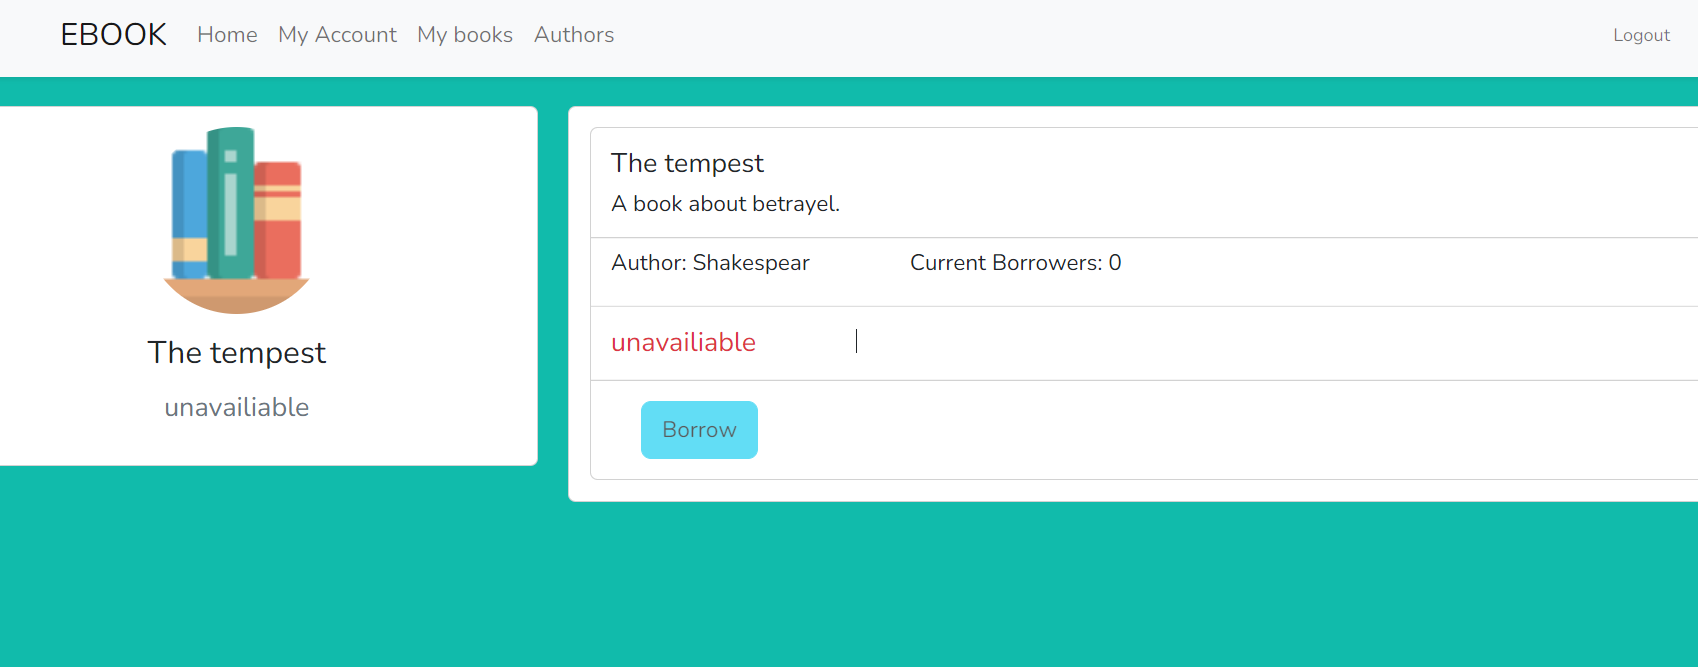 EBOOK Home My Account My books Authors Logout
The tempest
unavailiable
The tempest
A book about betrayel.
Author: Shakespear Current Borrowers: 0
unavailiable
Borrow